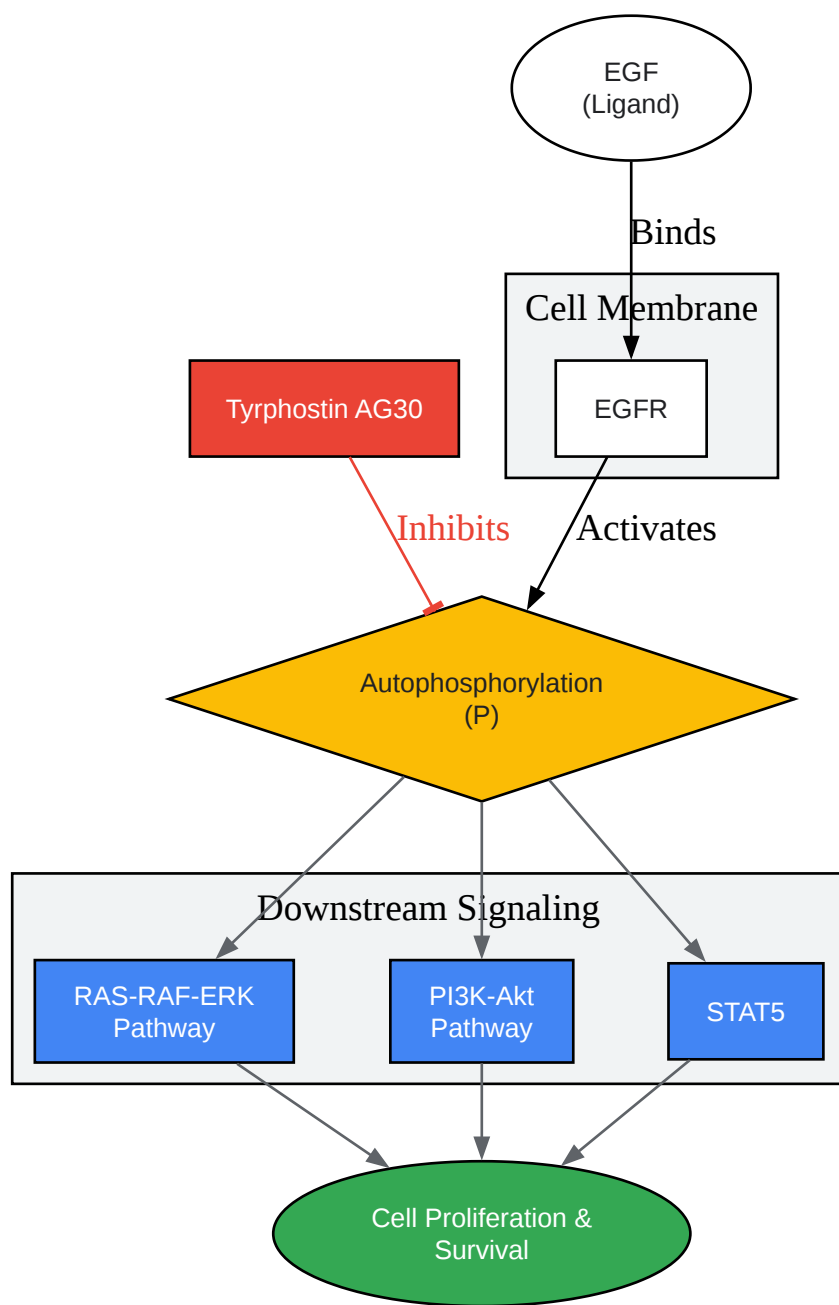 EGF
(Ligand)
Binds
Cell Membrane
Tyrphostin AG30
EGFR
Inhibits
Activates
Autophosphorylation
(P)
Downstream Signaling
RAS-RAF-ERK
Pathway
PI3K-Akt
Pathway
STAT5
Cell Proliferation &
Survival